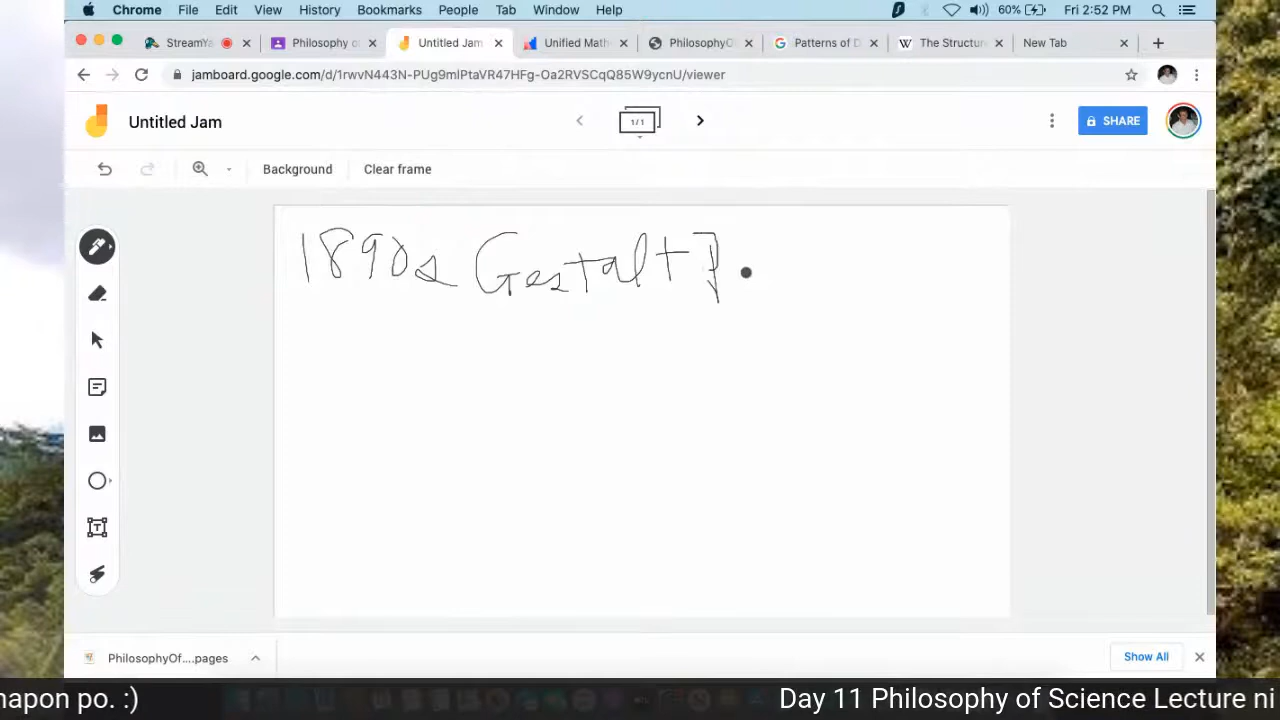 Chrome File Edit View History Bookmarks People Tab Window Help 60% Fri 2:52 PM
StreamYa Philosophy of Untitled Jam Unified Math PhilosophyOf Patterns of D The Structure New Tab
jamboard.google.com/d/1rwvN443N-PUg9mlPtaVR47HFg-Oa2RVSCqQ85W9ycnU/viewer
Untitled Jam 1/1 SHARE
Background Clear frame
1890s Gestalt
PhilosophyOf....pages Show All
napon po. :) Day 11 Philosophy of Science Lecture ni